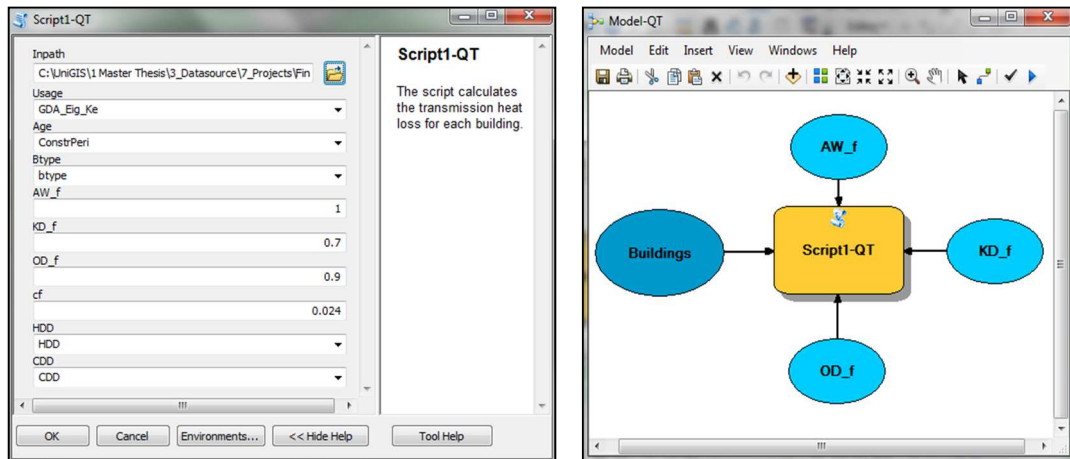 Script1-QT
Inpath
C:\UniGIS\1 Master Thesis\3_Datasource\7_Projects\Fin
Usage
GDA_Eig_Ke
Age
ConstrPeri
Btype
btype
AW_f
1
KD_f
0.7
OD_f
0.9
cf
0.024
HDD
HDD
CDD
CDD
Script1-QT
The script calculates
the transmission heat
loss for each building.
OK Cancel Environments... << Hide Help Tool Help
Model-QT
Model Edit Insert View Windows Help
AW_f
Buildings
Script1-QT
KD_f
OD_f